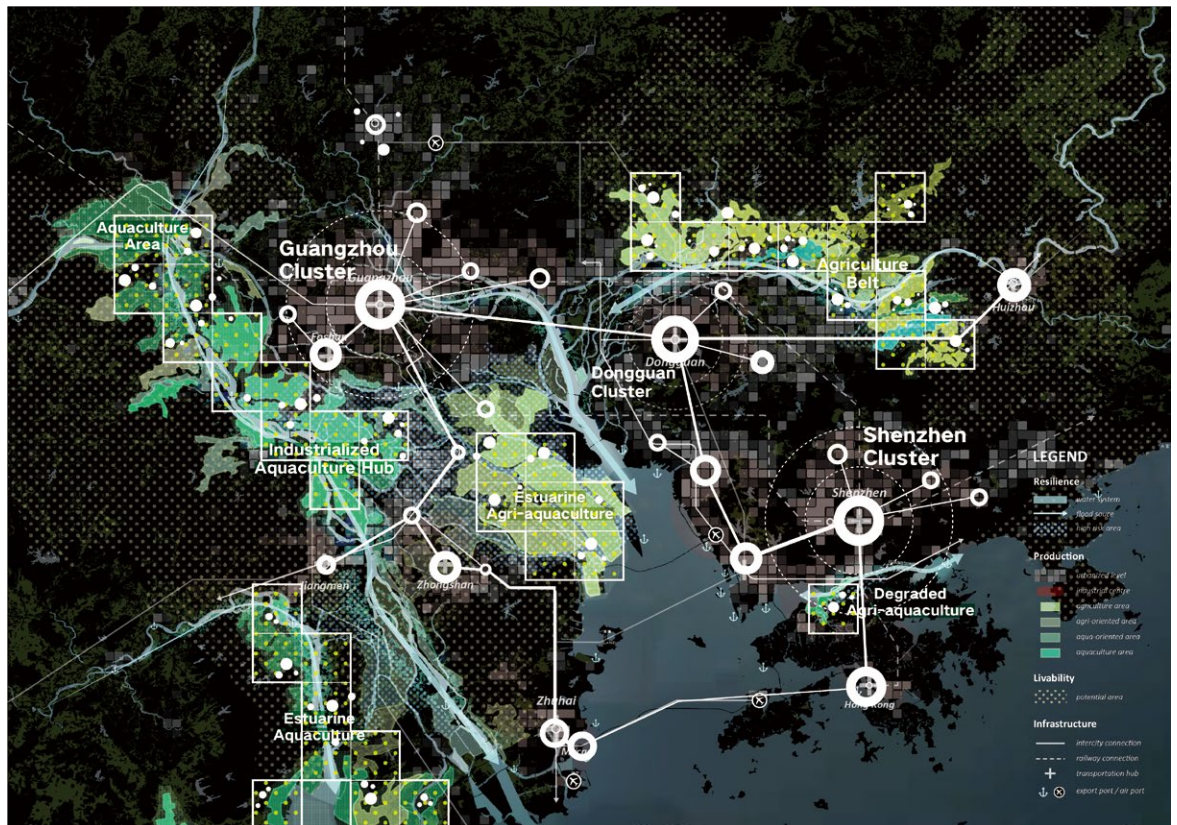 Aquaculture
Area
Guangzhou
Cluster
Guangzhou
Foshan
Agriculture
Belt
Huizhou
Dongguan
Dongguan
Cluster
Industrialized
Aquaculture Hub
Estuarine
Agri-aquaculture
Shenzhen
Cluster
Shenzhen
Jiangmen
Zhongshan
Degraded
Agri-aquaculture
Estuarine
Aquaculture
Zhuhai
Hong Kong
LEGEND
Resilience
water system
high risk area
Production
urbanized level
industrial centre
agriculture area
agri-oriented area
aqua-oriented area
aquaculture area
Livability
potential area
Infrastructure
intercity connection
railway connection
transportation hub
export port / air port